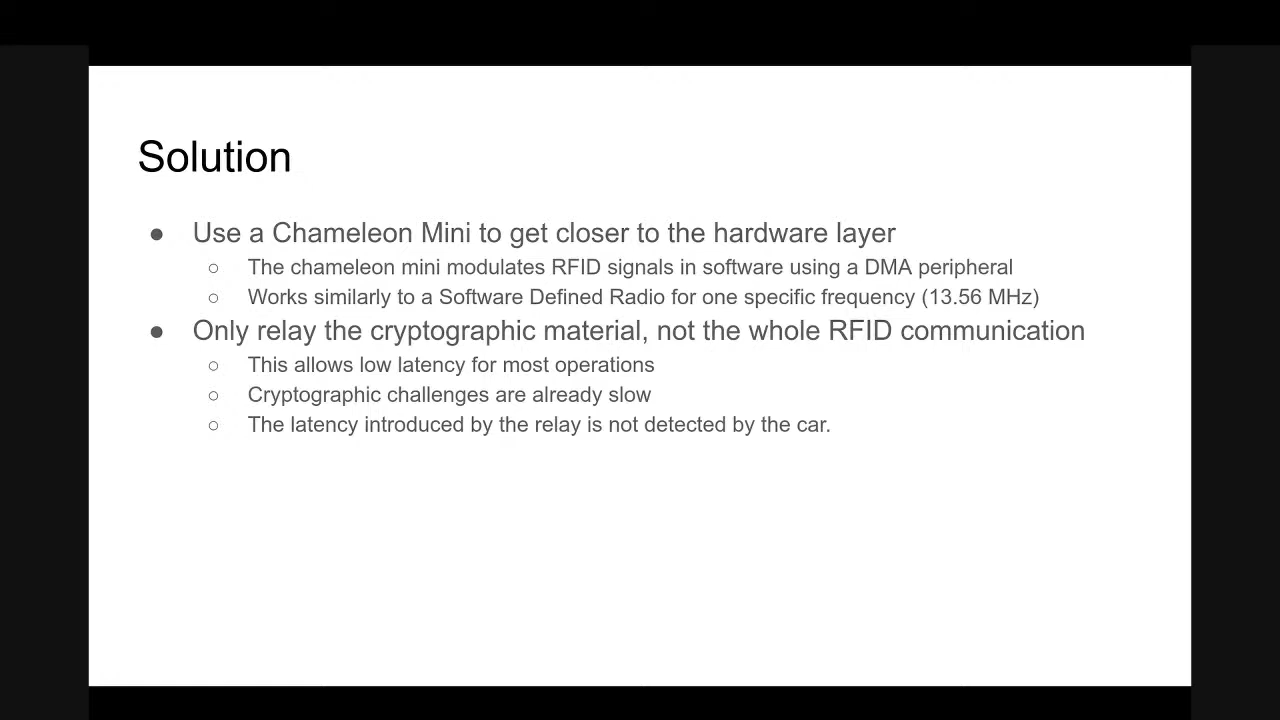 Solution
● Use a Chameleon Mini to get closer to the hardware layer
○ The chameleon mini modulates RFID signals in software using a DMA peripheral
○ Works similarly to a Software Defined Radio for one specific frequency (13.56 MHz)
● Only relay the cryptographic material, not the whole RFID communication
○ This allows low latency for most operations
○ Cryptographic challenges are already slow
○ The latency introduced by the relay is not detected by the car.